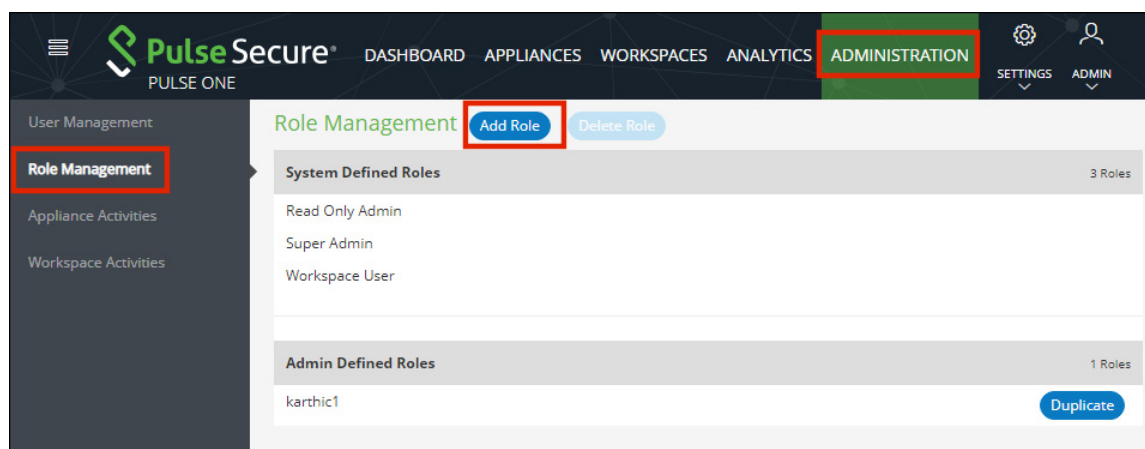 Pulse Secure®
PULSE ONE
DASHBOARD APPLIANCES WORKSPACES ANALYTICS ADMINISTRATION
SETTINGS ADMIN
User Management
Role Management
Appliance Activities
Workspace Activities
Role Management Add Role Delete Role
System Defined Roles 3 Roles
Read Only Admin
Super Admin
Workspace User
Admin Defined Roles 1 Roles
karthic1 Duplicate